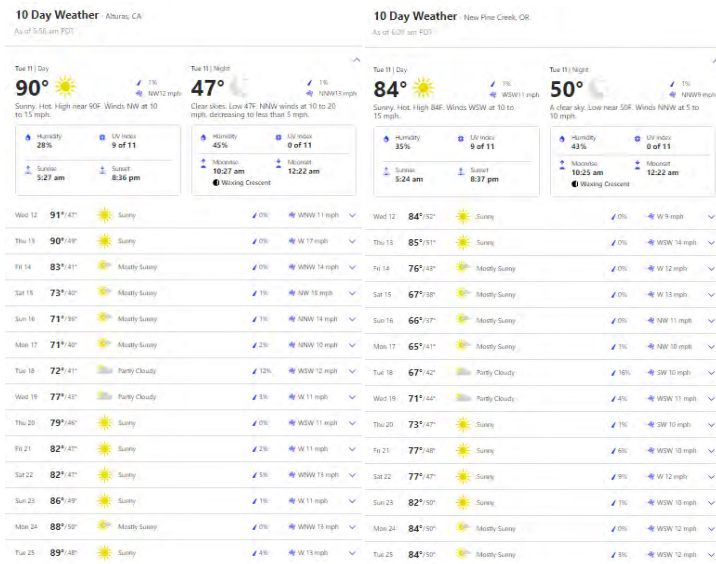 10 Day Weather - Alturas, CA
As of 5:58 am PDT
Tue 11 | Day
90°
1%
NNW 12 mph
Sunny. Hot. High near 90F. Winds NW at 10
to 15 mph.
Humidity
28%
UV Index
9 of 11
Sunrise
5:27 am
Sunset
8:36 pm
Tue 11 | Night
47°
1%
NNW 13 mph
Clear skies. Low 47F. NNW winds at 10 to 20
mph, decreasing to less than 5 mph.
Humidity
45%
UV Index
0 of 11
Moonrise
10:27 am
Waxing Crescent
Moonset
12:22 am
Wed 12 91°/47° Sunny 0% WNW 11 mph
Thu 13 90°/49° Sunny 0% W 17 mph
Fri 14 83°/41° Mostly Sunny 0% WNW 14 mph
Sat 15 73°/40° Mostly Sunny 1% NW 15 mph
Sun 16 71°/39° Mostly Sunny 1% NNW 14 mph
Mon 17 71°/40° Mostly Sunny 2% NNW 10 mph
Tue 18 72°/41° Partly Cloudy 12% WSW 12 mph
Wed 19 77°/43° Partly Cloudy 3% W 11 mph
Thu 20 79°/46° Sunny 0% WSW 11 mph
Fri 21 82°/47° Sunny 2% W 11 mph
Sat 22 82°/47° Sunny 5% WNW 13 mph
Sun 23 86°/49° Sunny 1% W 11 mph
Mon 24 88°/50° Mostly Sunny 0% WNW 13 mph
Tue 25 89°/48° Sunny 4% W 13 mph
10 Day Weather - New Pine Creek, OR
As of 6:01 am PDT
Tue 11 | Day
84°
1%
WSW 11 mph
Sunny. Hot. High 84F. Winds WSW at 10 to
15 mph.
Humidity
35%
UV Index
9 of 11
Sunrise
5:24 am
Sunset
8:37 pm
Tue 11 | Night
50°
1%
NNW 9 mph
A clear sky. Low near 50F. Winds NNW at 5 to
10 mph.
Humidity
43%
UV Index
0 of 11
Moonrise
10:25 am
Waxing Crescent
Moonset
12:22 am
Wed 12 84°/52° Sunny 0% W 9 mph
Thu 13 85°/51° Sunny 0% WSW 14 mph
Fri 14 76°/43° Mostly Sunny 0% W 12 mph
Sat 15 67°/38° Mostly Sunny 0% W 13 mph
Sun 16 66°/37° Mostly Sunny 0% NW 11 mph
Mon 17 65°/41° Mostly Sunny 1% NW 10 mph
Tue 18 67°/42° Partly Cloudy 16% SW 10 mph
Wed 19 71°/44° Partly Cloudy 4% WSW 11 mph
Thu 20 73°/47° Sunny 1% SW 10 mph
Fri 21 77°/48° Sunny 6% WSW 10 mph
Sat 22 77°/47° Sunny 9% W 12 mph
Sun 23 82°/50° Sunny 1% WSW 10 mph
Mon 24 84°/50° Mostly Sunny 0% WSW 12 mph
Tue 25 84°/50° Mostly Sunny 3% WSW 12 mph